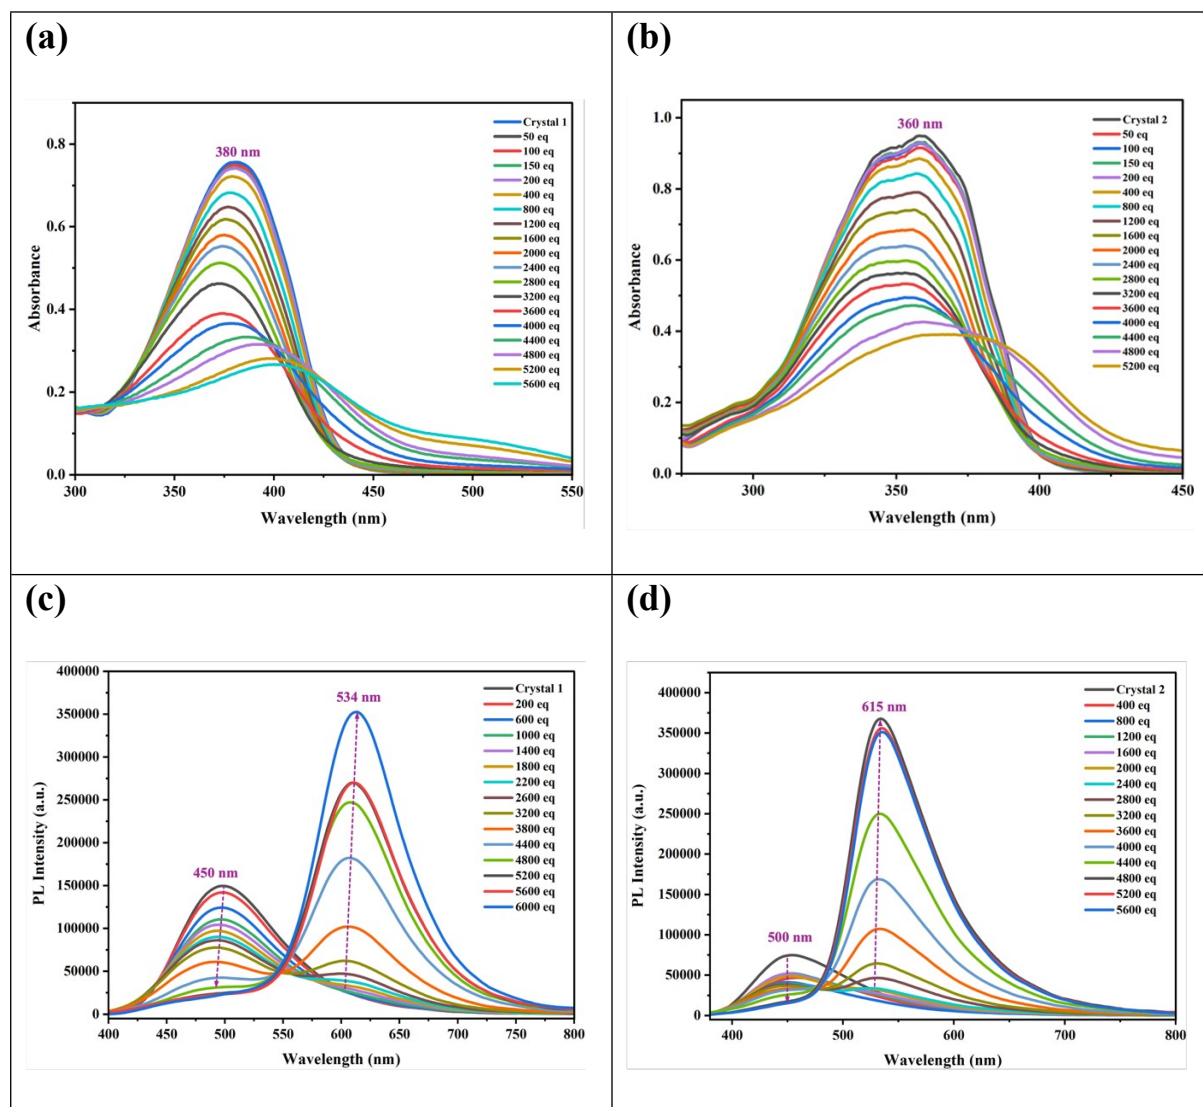 (a)
380 nm
Crystal 1
50 eq
100 eq
150 eq
200 eq
400 eq
800 eq
1200 eq
1600 eq
2000 eq
2400 eq
2800 eq
3200 eq
3600 eq
4000 eq
4400 eq
4800 eq
5200 eq
5600 eq
0.8
0.6
0.4
0.2
0.0
Absorbance
300
350
400
450
500
550
Wavelength (nm)
(b)
360 nm
Crystal 2
50 eq
100 eq
150 eq
200 eq
400 eq
800 eq
1200 eq
1600 eq
2000 eq
2400 eq
2800 eq
3200 eq
3600 eq
4000 eq
4400 eq
4800 eq
5200 eq
1.0
0.8
0.6
0.4
0.2
0.0
Absorbance
300
350
400
450
Wavelength (nm)
(c)
534 nm
450 nm
Crystal 1
200 eq
600 eq
1000 eq
1400 eq
1800 eq
2200 eq
2600 eq
3200 eq
3800 eq
4400 eq
4800 eq
5200 eq
5600 eq
6000 eq
400000
350000
300000
250000
200000
150000
100000
50000
0
PL Intensity (a.u.)
400
450
500
550
600
650
700
750
800
Wavelength (nm)
(d)
615 nm
500 nm
Crystal 2
400 eq
800 eq
1200 eq
1600 eq
2000 eq
2400 eq
2800 eq
3200 eq
3600 eq
4000 eq
4400 eq
4800 eq
5200 eq
5600 eq
400000
350000
300000
250000
200000
150000
100000
50000
0
PL Intensity (a.u.)
400
500
600
700
800
Wavelength (nm)